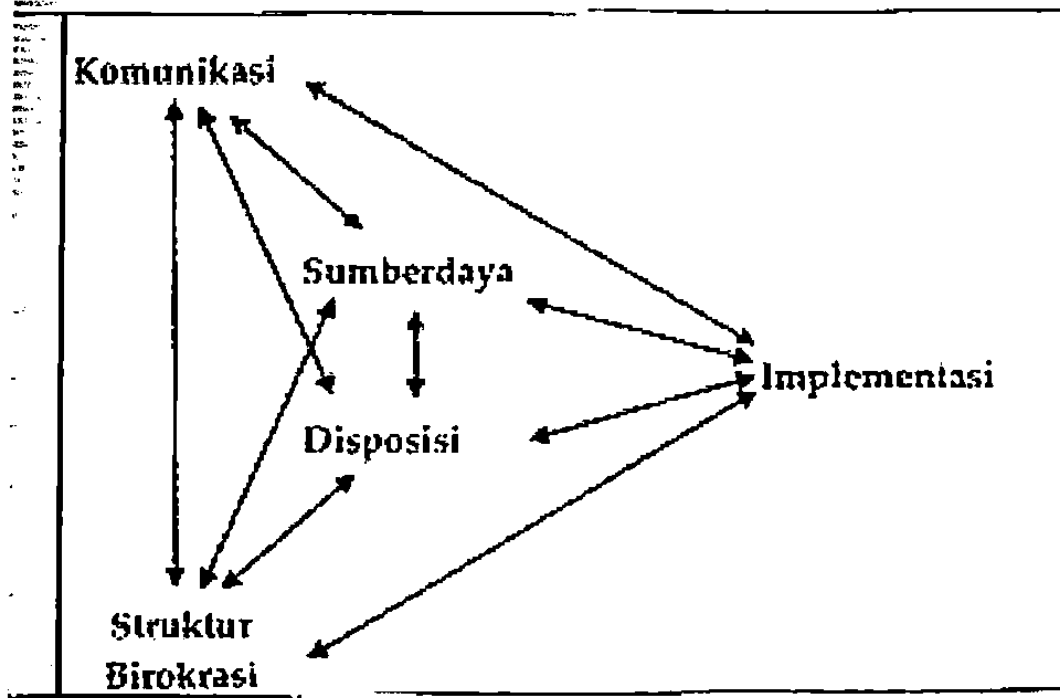 Komunikasi
Sumberdaya
Implementasi
Disposisi
Struktur
Birokrasi